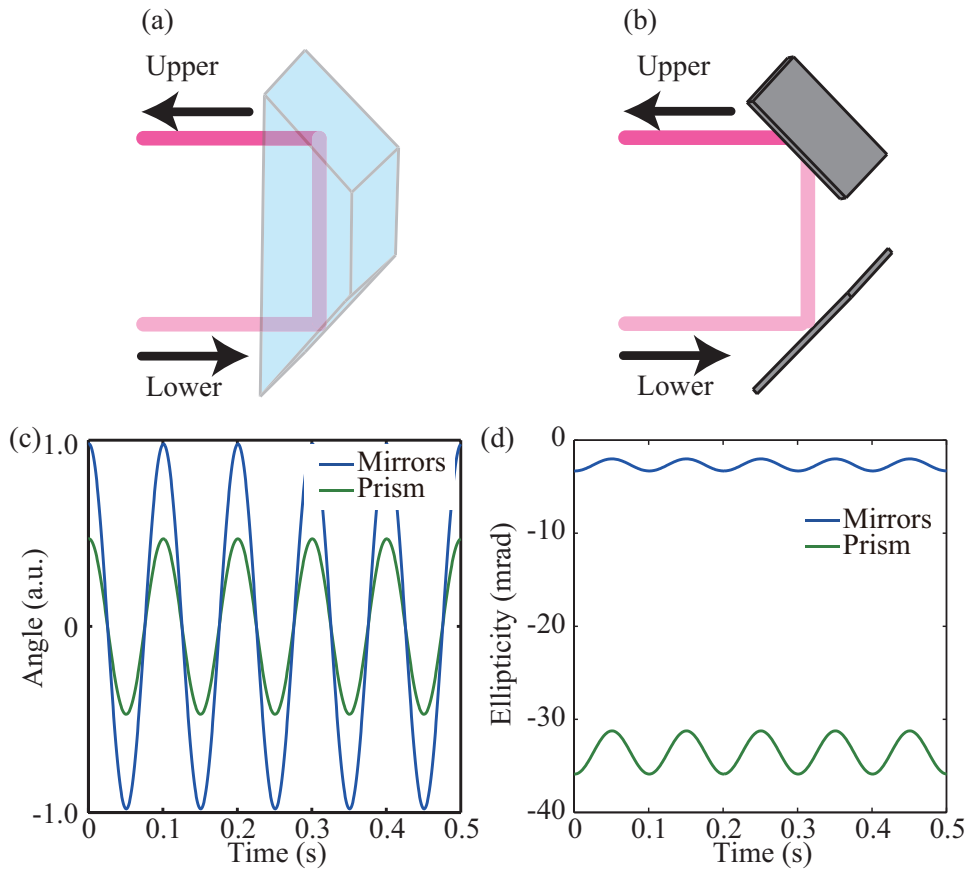 (a)
Upper
Lower
(b)
Upper
Lower
(c)
1.0
0
-1.0
Angle (a.u.)
Mirrors
Prism
0 0.1 0.2 0.3 0.4 0.5
Time (s)
(d)
0
-10
-20
-30
-40
Ellipticity (mrad)
Mirrors
Prism
0 0.1 0.2 0.3 0.4 0.5
Time (s)